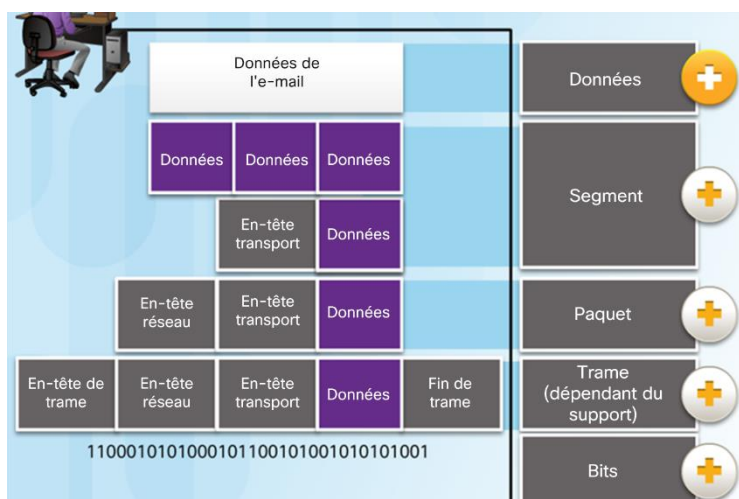 Données de
l'e-mail
Données
Données Données Données
Segment
En-tête
transport
Données
En-tête
réseau
En-tête
transport
Données
Paquet
En-tête de
trame
En-tête
réseau
En-tête
transport
Données
Fin de
trame
Trame
(dépendant du
support)
1100010101000101100101001010101001
Bits